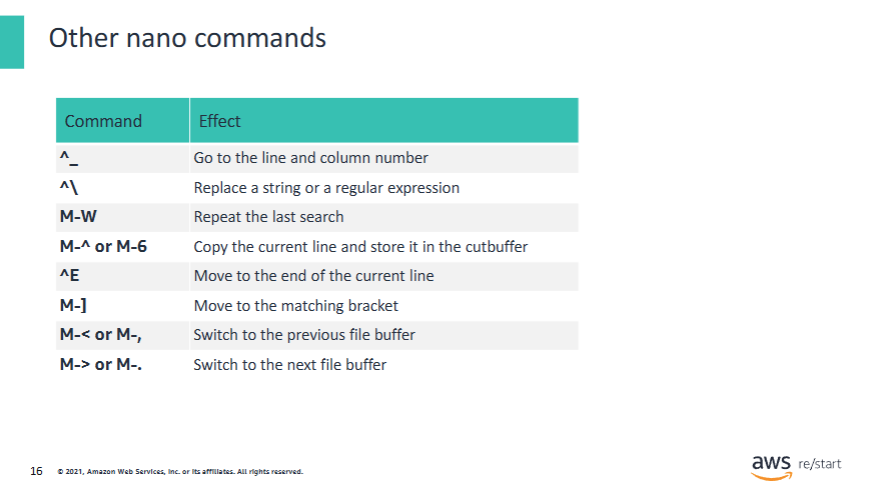 Other nano commands
Command Effect
^_ Go to the line and column number
^\ Replace a string or a regular expression
M-W Repeat the last search
M-^ or M-6 Copy the current line and store it in the cutbuffer
^E Move to the end of the current line
M-] Move to the matching bracket
M-< or M-, Switch to the previous file buffer
M-> or M-. Switch to the next file buffer
16 © 2021, Amazon Web Services, Inc. or its affiliates. All rights reserved.
aws re/start